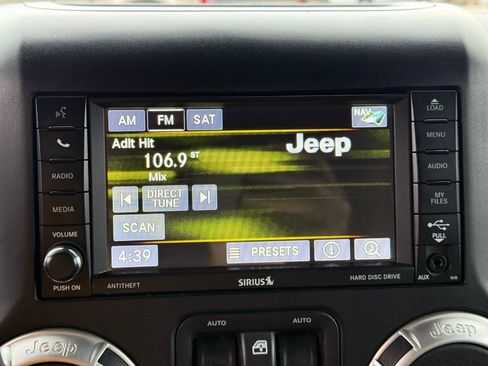 AM FM SAT NAV
Adlt Hit
106.9 ST
Mix
Jeep
DIRECT
TUNE
SCAN
4:39 PRESETS
RADIO
MEDIA
VOLUME
PUSH ON
ANTITHEFT
SIRIUS
HARD DISC DRIVE
LOAD
MENU
AUDIO
MY
FILES
PULL
AUX
RHB
AUTO AUTO
Jeep
Jeep